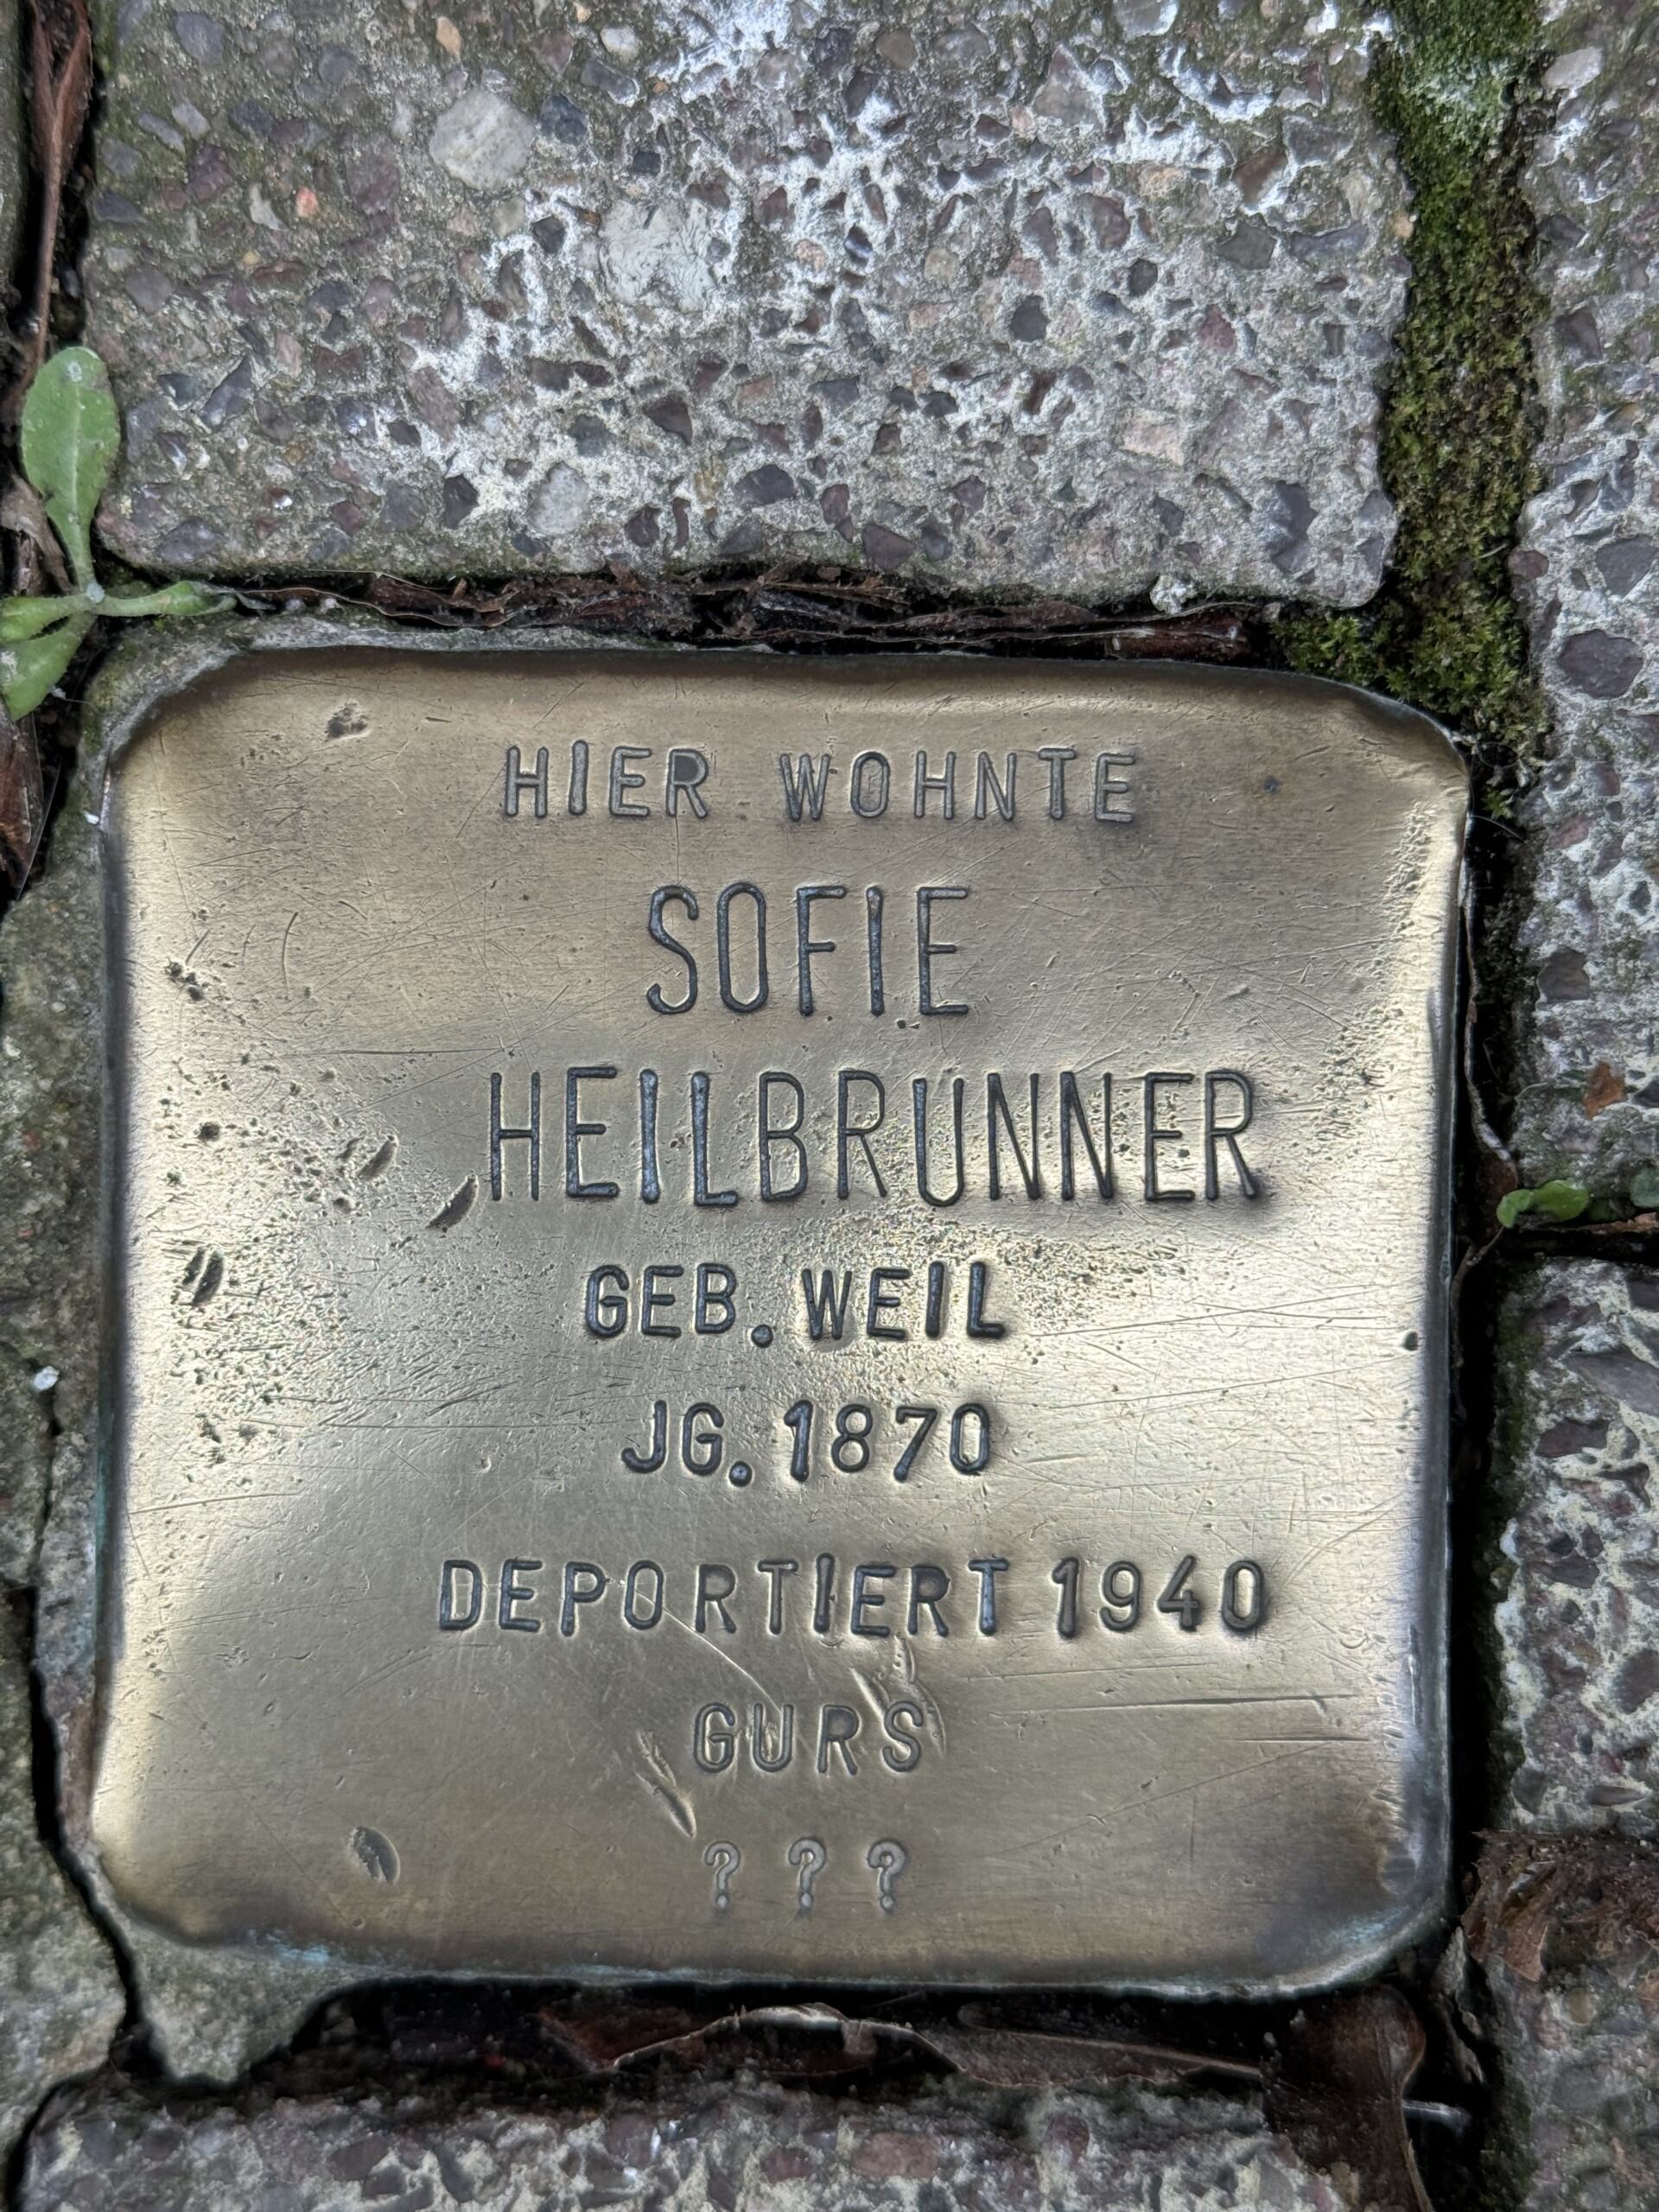 HIER WOHNTE
SOFIE
HEILBRUNNER
GEB. WEIL
JG. 1870
DEPORTIERT 1940
GURS
? ? ?